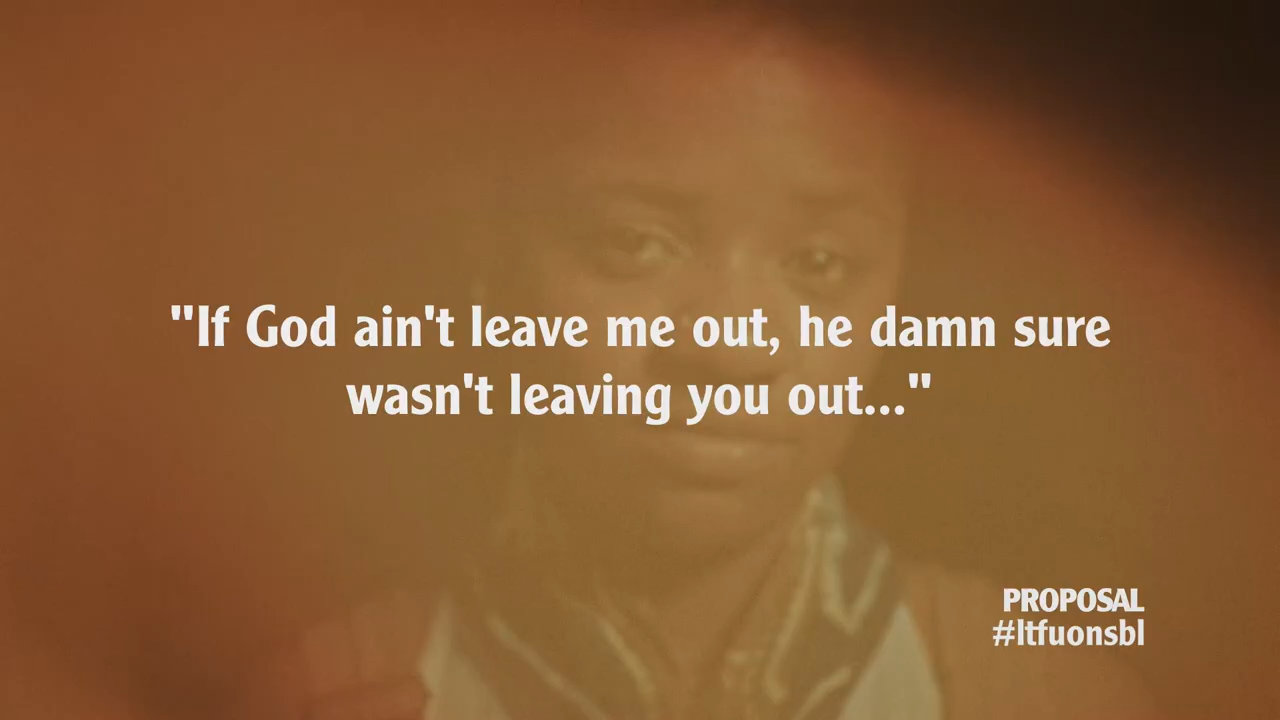 "If God ain't leave me out, he damn sure
wasn't leaving you out..."
PROPOSAL
#ltfuonsbl